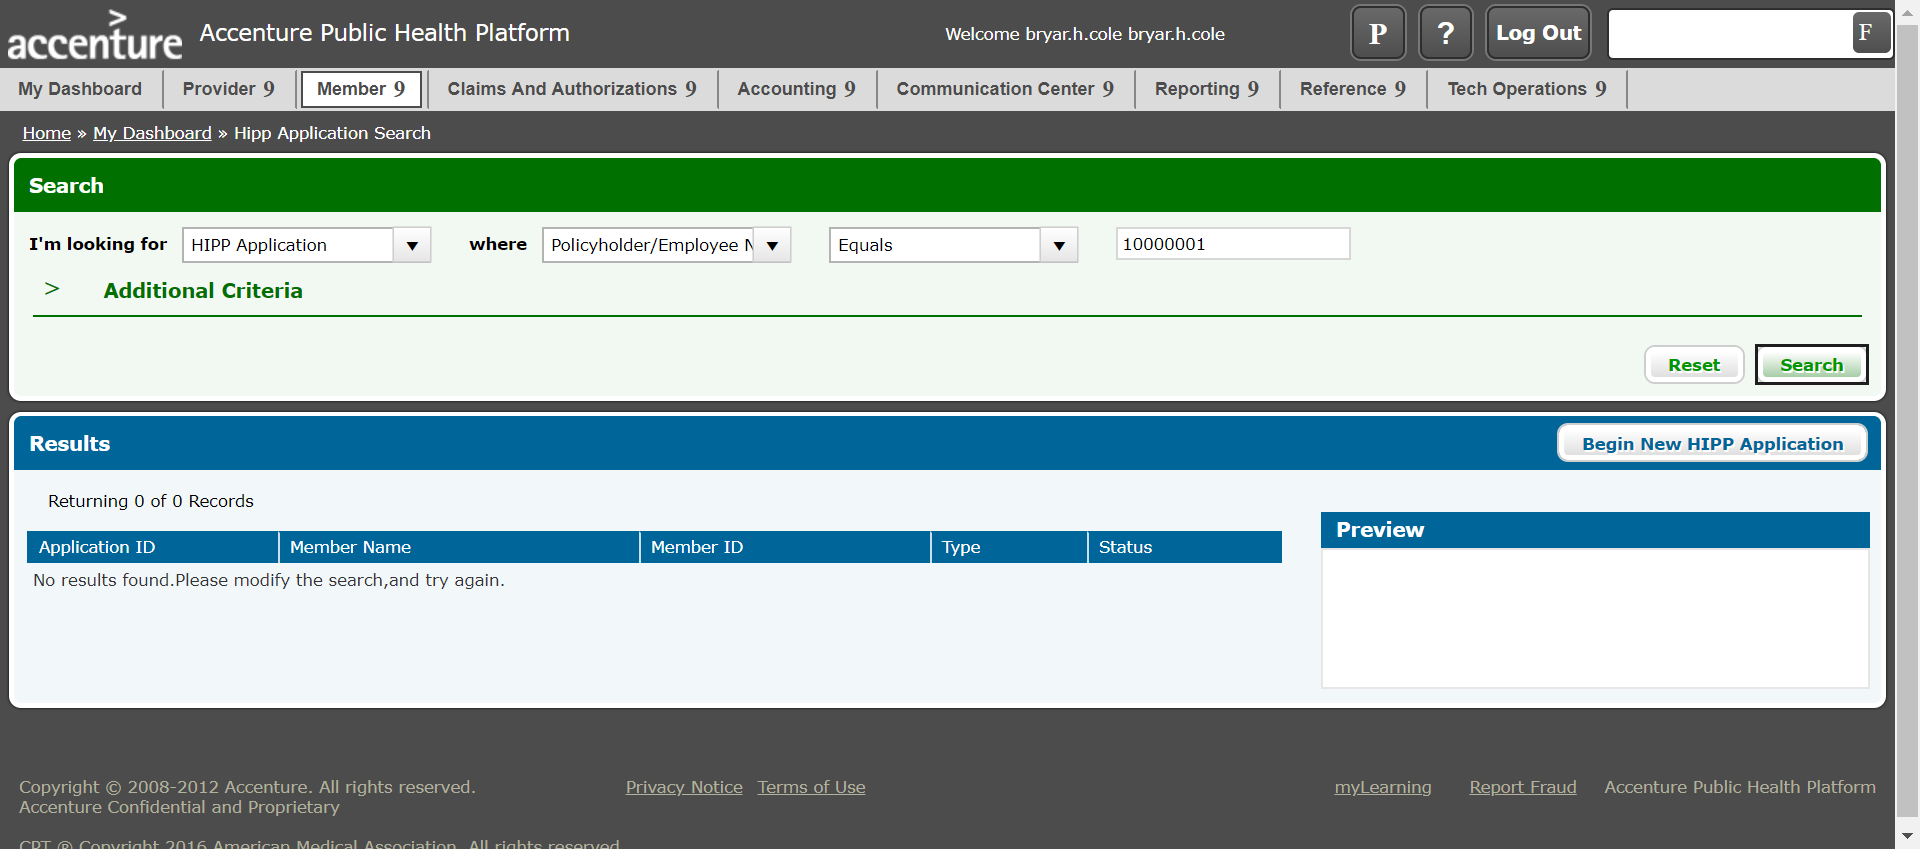 accenture
Accenture Public Health Platform
Welcome bryar.h.cole bryar.h.cole
P
?
Log Out
F
My Dashboard
Provider 9
Member 9
Claims And Authorizations 9
Accounting 9
Communication Center 9
Reporting 9
Reference 9
Tech Operations 9
Home » My Dashboard » Hipp Application Search
Search
I'm looking for
HIPP Application
where
Policyholder/Employee
Equals
10000001
> Additional Criteria
Reset
Search
Results
Begin New HIPP Application
Returning 0 of 0 Records
Preview
Application ID
Member Name
Member ID
Type
Status
No results found.Please modify the search,and try again.
Copyright © 2008-2012 Accenture. All rights reserved.
Accenture Confidential and Proprietary
Privacy Notice
Terms of Use
myLearning
Report Fraud
Accenture Public Health Platform
CPT ® Copyright 2016 American Medical Association. All rights reserved.